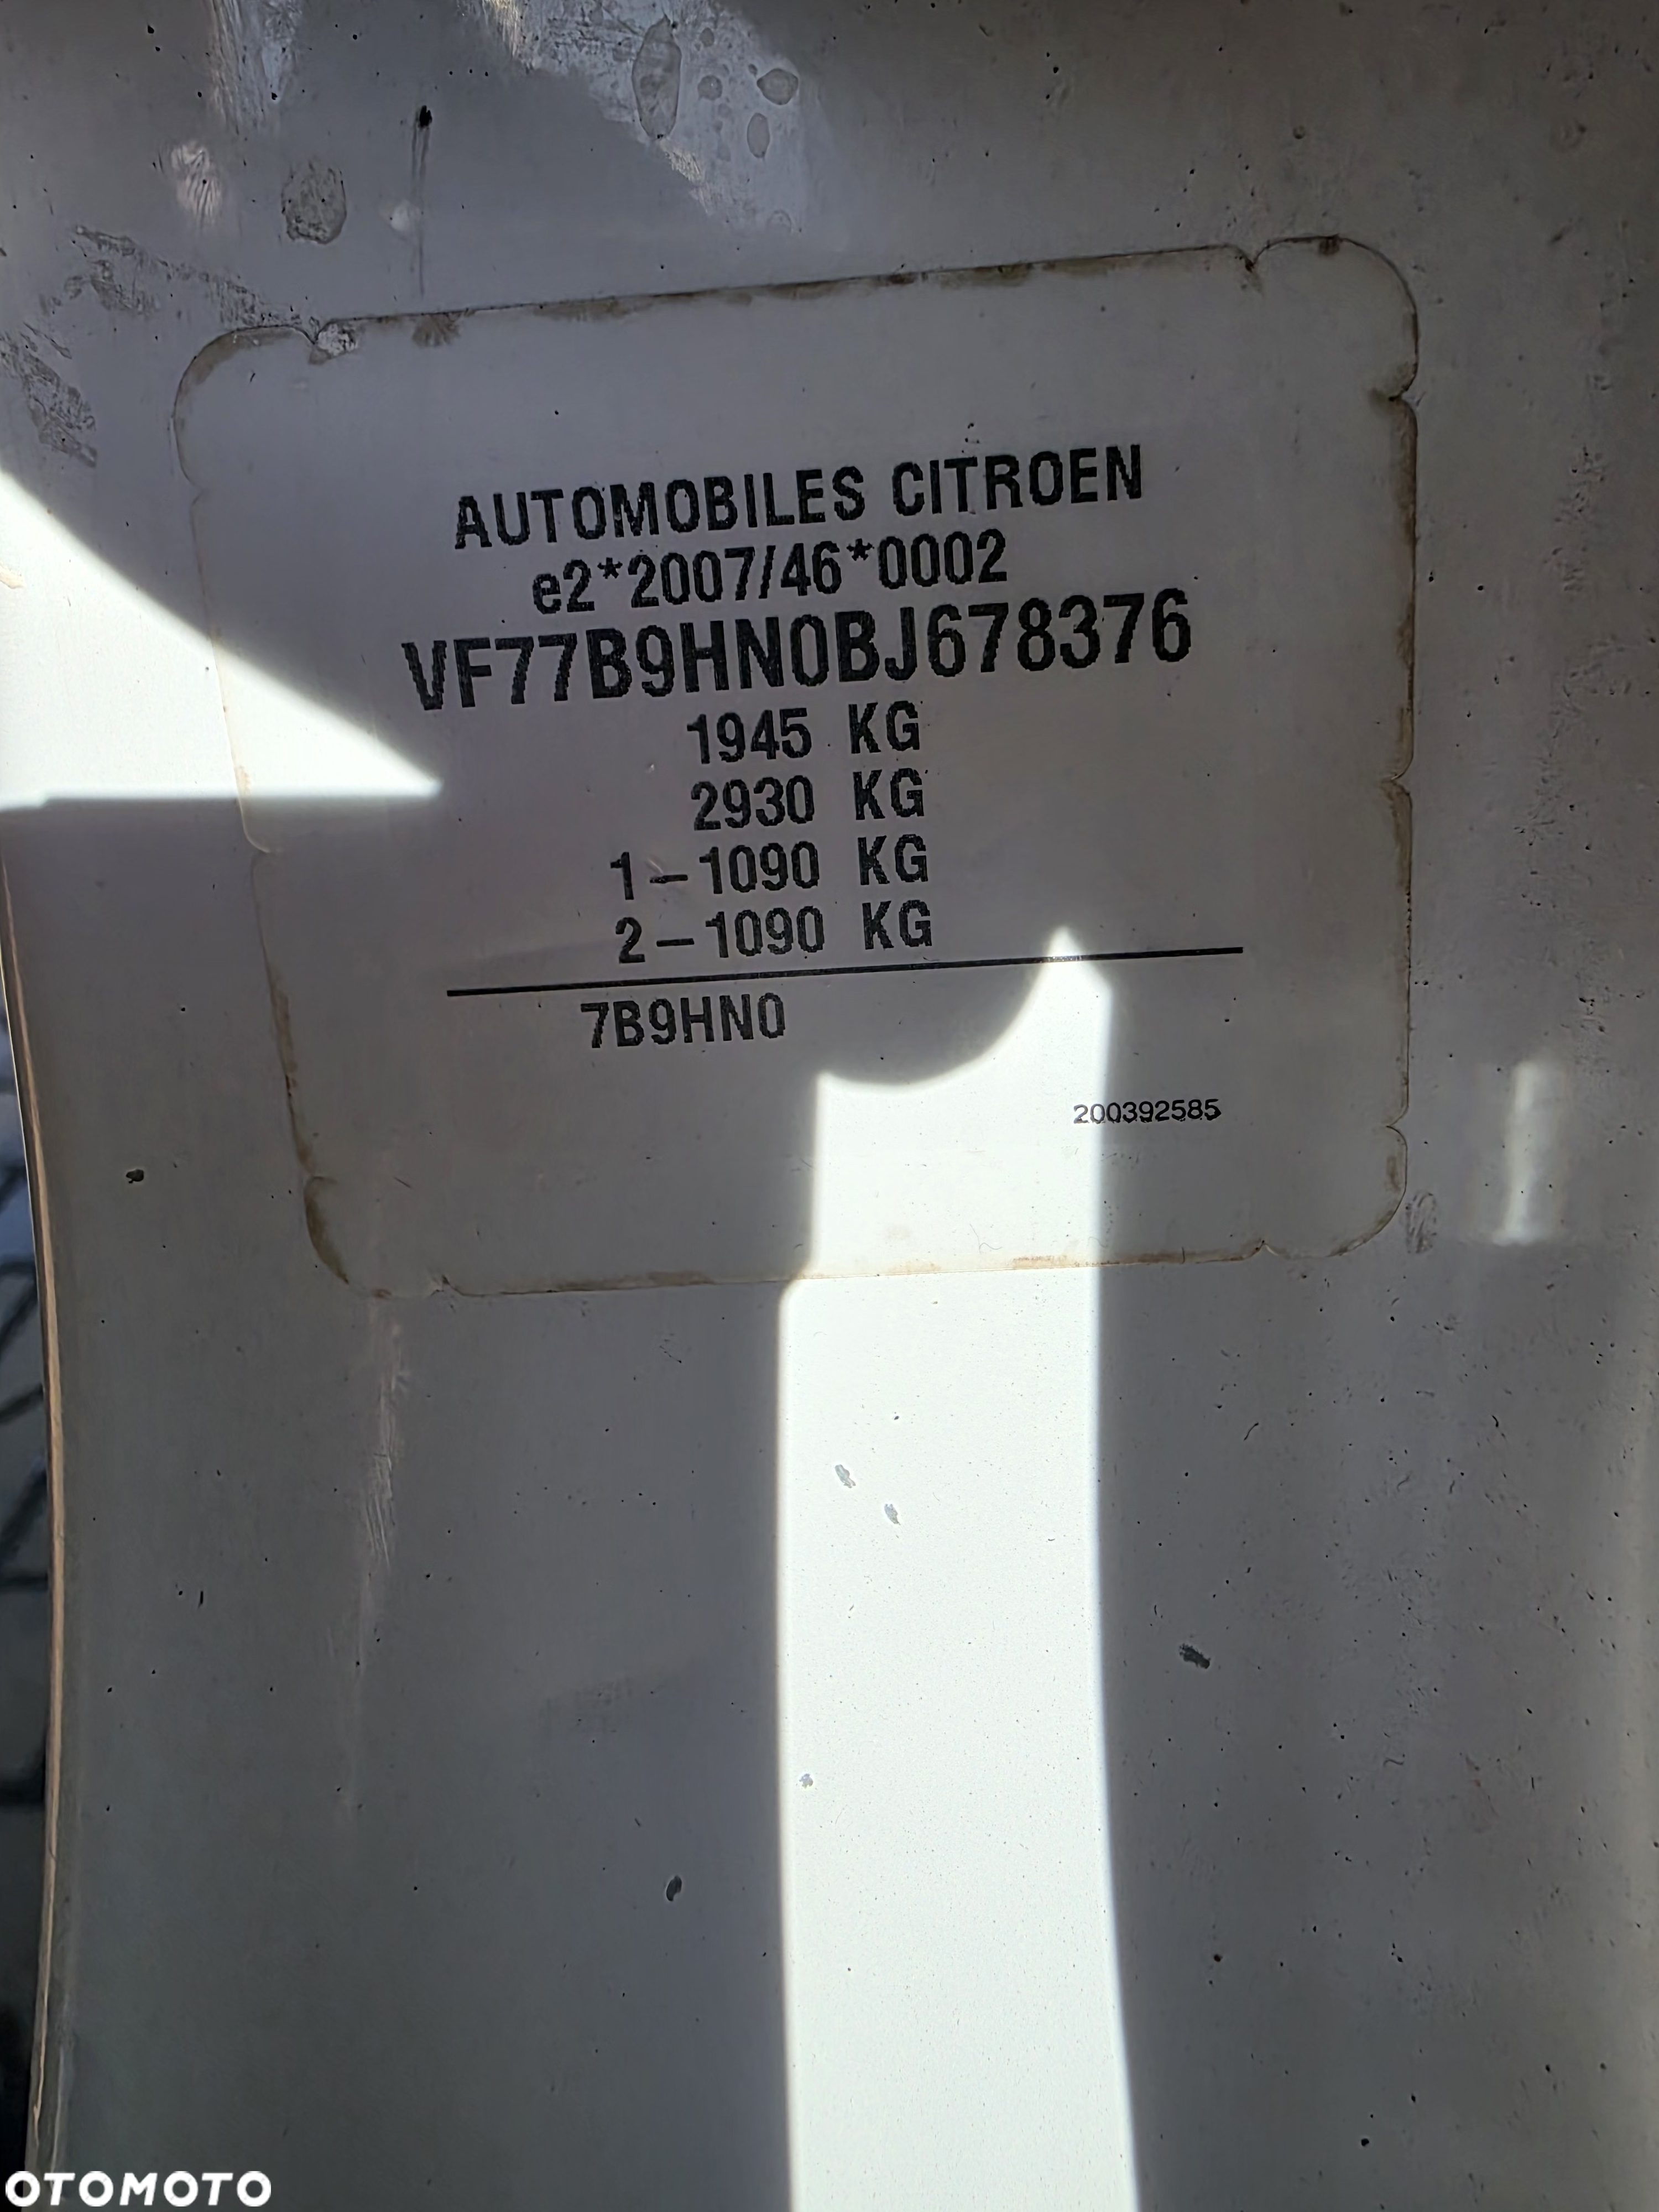 AUTOMOBILES CITROEN
e2*2007/46*0002
VF77B9HN0BJ678376
1945 KG
2930 KG
1-1090 KG
2-1090 KG
7B9HN0
200392585
OTOMOTO